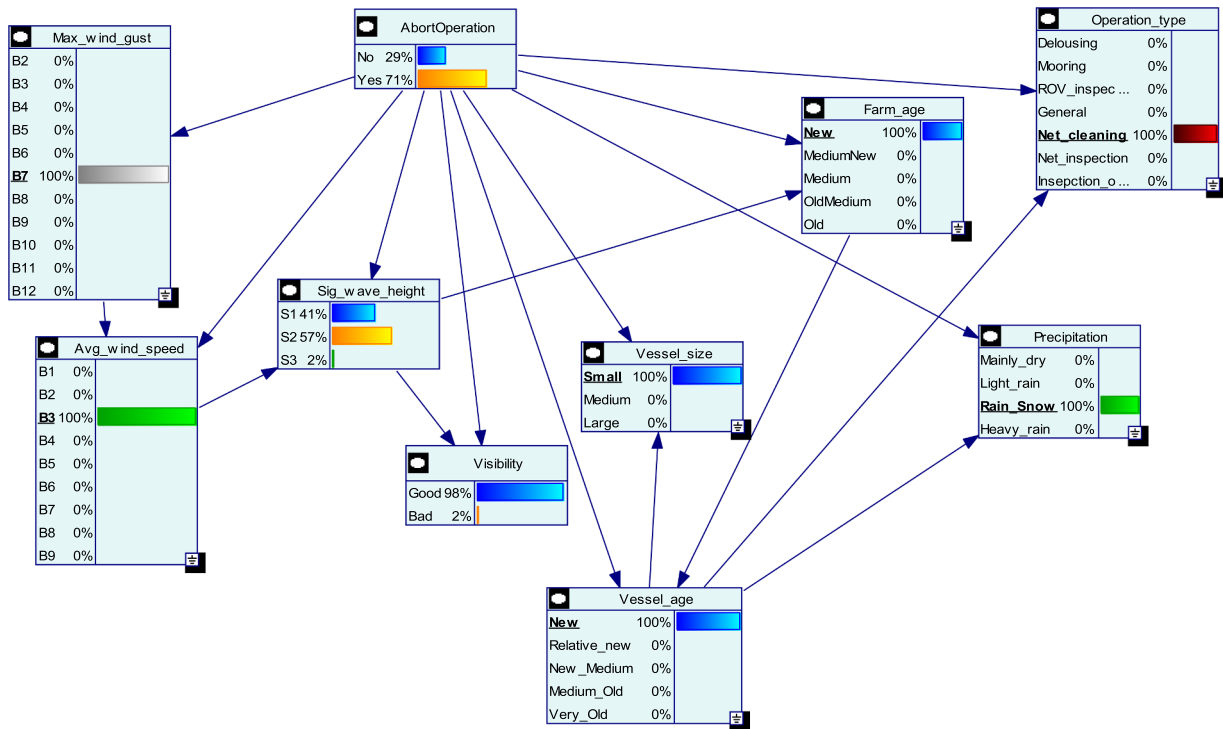 Max_wind_gust
B2 0%
B3 0%
B4 0%
B5 0%
B6 0%
B7 100%
B8 0%
B9 0%
B10 0%
B11 0%
B12 0%
AbortOperation
No 29%
Yes 71%
Operation_type
Delousing 0%
Mooring 0%
ROV_inspec ... 0%
General 0%
Net_cleaning 100%
Net_inspection 0%
Insepction_o ... 0%
Farm_age
New 100%
MediumNew 0%
Medium 0%
OldMedium 0%
Old 0%
Sig_wave_height
S1 41%
S2 57%
S3 2%
Avg_wind_speed
B1 0%
B2 0%
B3 100%
B4 0%
B5 0%
B6 0%
B7 0%
B8 0%
B9 0%
Vessel_size
Small 100%
Medium 0%
Large 0%
Precipitation
Mainly_dry 0%
Light_rain 0%
Rain_Snow 100%
Heavy_rain 0%
Visibility
Good 98%
Bad 2%
Vessel_age
New 100%
Relative_new 0%
New_Medium 0%
Medium_Old 0%
Very_Old 0%